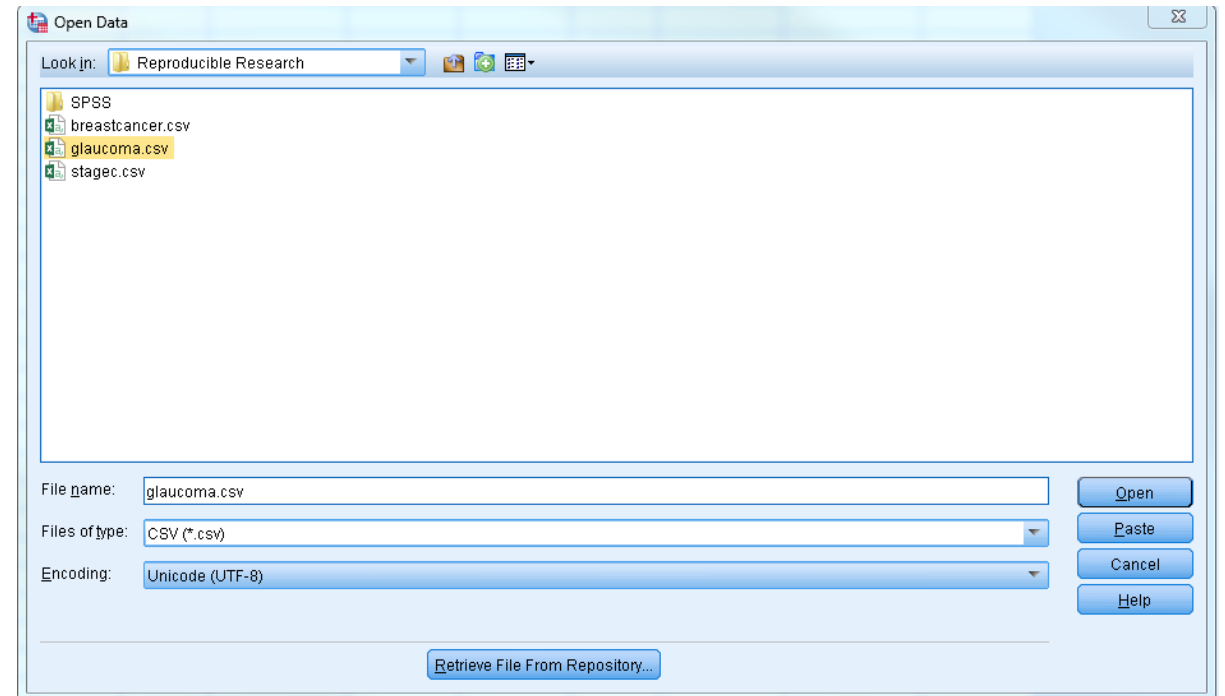 Open Data
Look in: Reproducible Research
SPSS
breastcancer.csv
glaucoma.csv
stagec.csv
File name: glaucoma.csv
Open
Files of type: CSV (*.csv)
Paste
Encoding: Unicode (UTF-8)
Cancel
Help
Retrieve File From Repository...